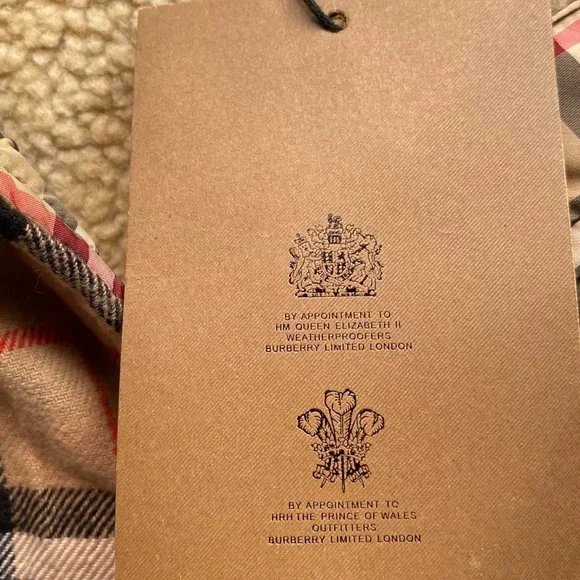 BY APPOINTMENT TO
HM QUEEN ELIZABETH II
WEATHERPROOFERS
BURBERRY LIMITED LONDON
BY APPOINTMENT TO
HRH THE PRINCE OF WALES
OUTFITTERS
BURBERRY LIMITED LONDON